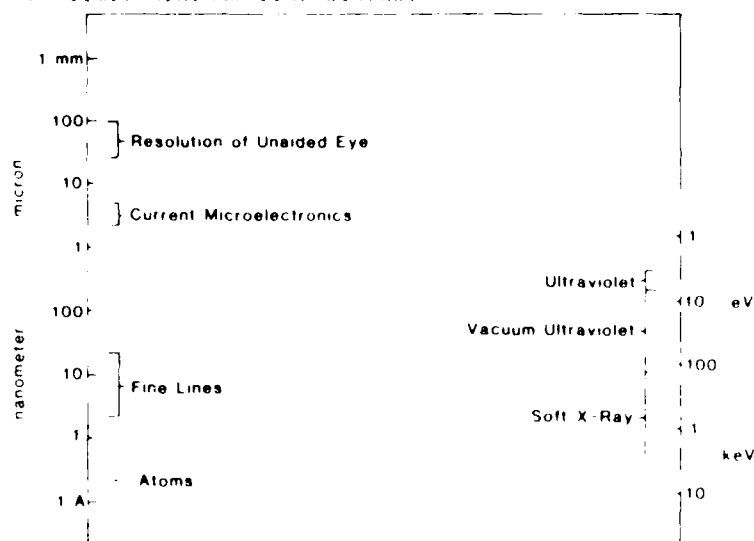 1 mm
100
Resolution of Unaided Eye
micron
10
Current Microelectronics
1
1
Ultraviolet
100
10 eV
Vacuum Ultraviolet
nanometer
100
10
Fine Lines
Soft X-Ray
1
1
keV
Atoms
1 A
10